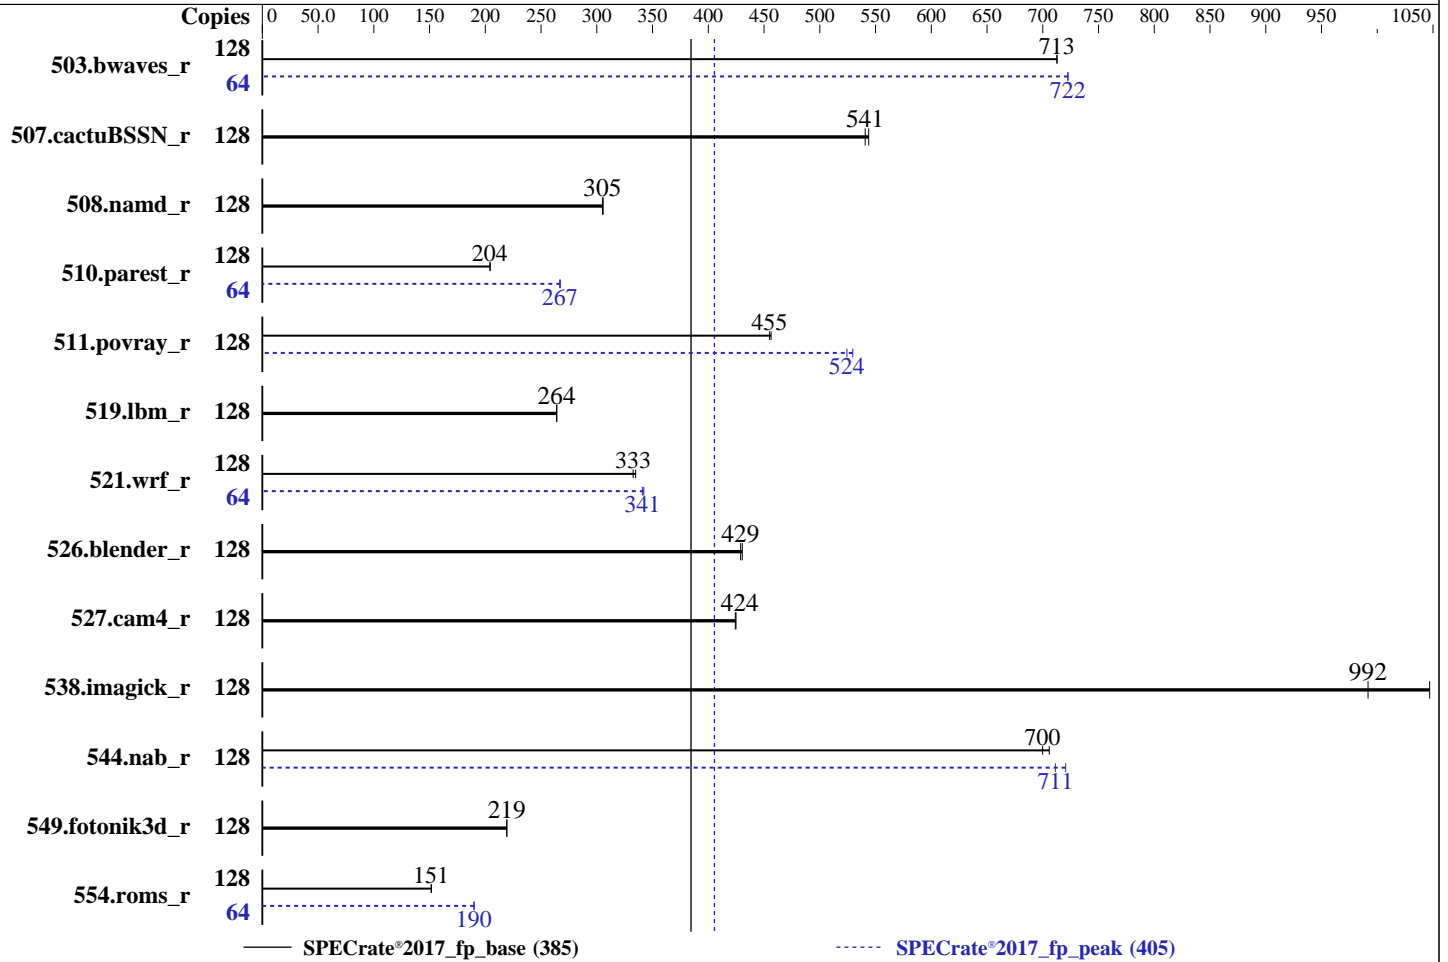 Copies 0 50.0 100 150 200 250 300 350 400 450 500 550 600 650 700 750 800 850 900 950 1050
503.bwaves_r 128 713
64 722
507.cactuBSSN_r 128 541
508.namd_r 128 305
510.parest_r 128 204
64 267
511.povray_r 128 455
524
519.lbm_r 128 264
521.wrf_r 128 333
64 341
526.blender_r 128 429
527.cam4_r 128 424
538.imagick_r 128 992
544.nab_r 128 700
711
549.fotonik3d_r 128 219
554.roms_r 128 151
64 190
SPECrate®2017_fp_base (385) SPECrate®2017_fp_peak (405)